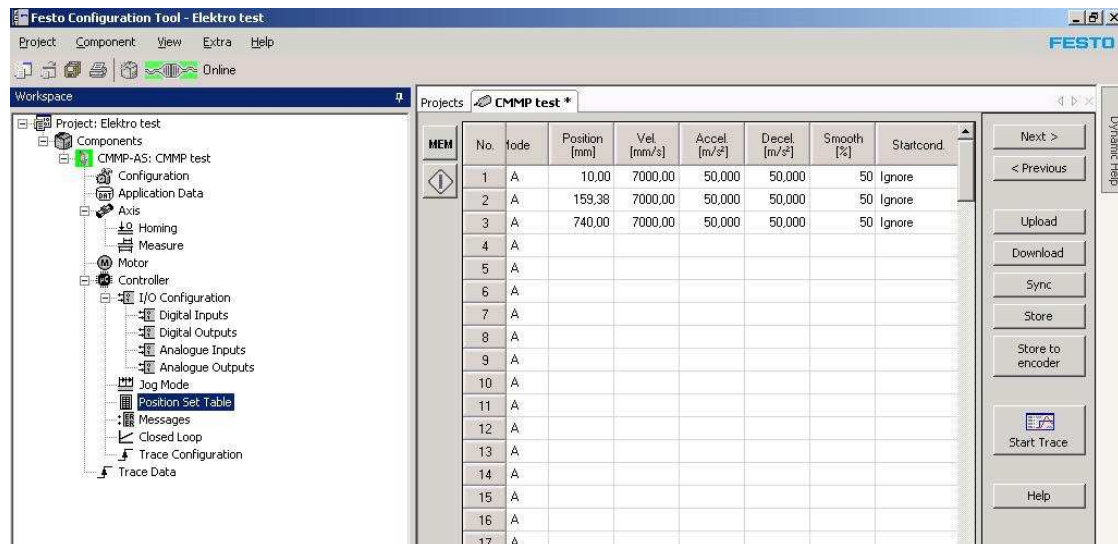 Festo Configuration Tool - Elektro test
Project Component View Extra Help
FESTO
Online
Workspace
Project: Elektro test
Components
CMMP-AS: CMMP test
Configuration
Application Data
Axis
Homing
Measure
Motor
Controller
I/O Configuration
Digital Inputs
Digital Outputs
Analogue Inputs
Analogue Outputs
Jog Mode
Position Set Table
Messages
Closed Loop
Trace Configuration
Trace Data
Projects CMMP test *
MEM
No. Mode Position [mm] Vel. [mm/s] Accel. [m/s²] Decel. [m/s²] Smooth [%] Startcond.
1 A 10,00 7000,00 50,000 50,000 50 Ignore
2 A 159,38 7000,00 50,000 50,000 50 Ignore
3 A 740,00 7000,00 50,000 50,000 50 Ignore
4 A
5 A
6 A
7 A
8 A
9 A
10 A
11 A
12 A
13 A
14 A
15 A
16 A
17 A
Next >
< Previous
Upload
Download
Sync
Store
Store to
encoder
Start Trace
Help
Dynamic Help